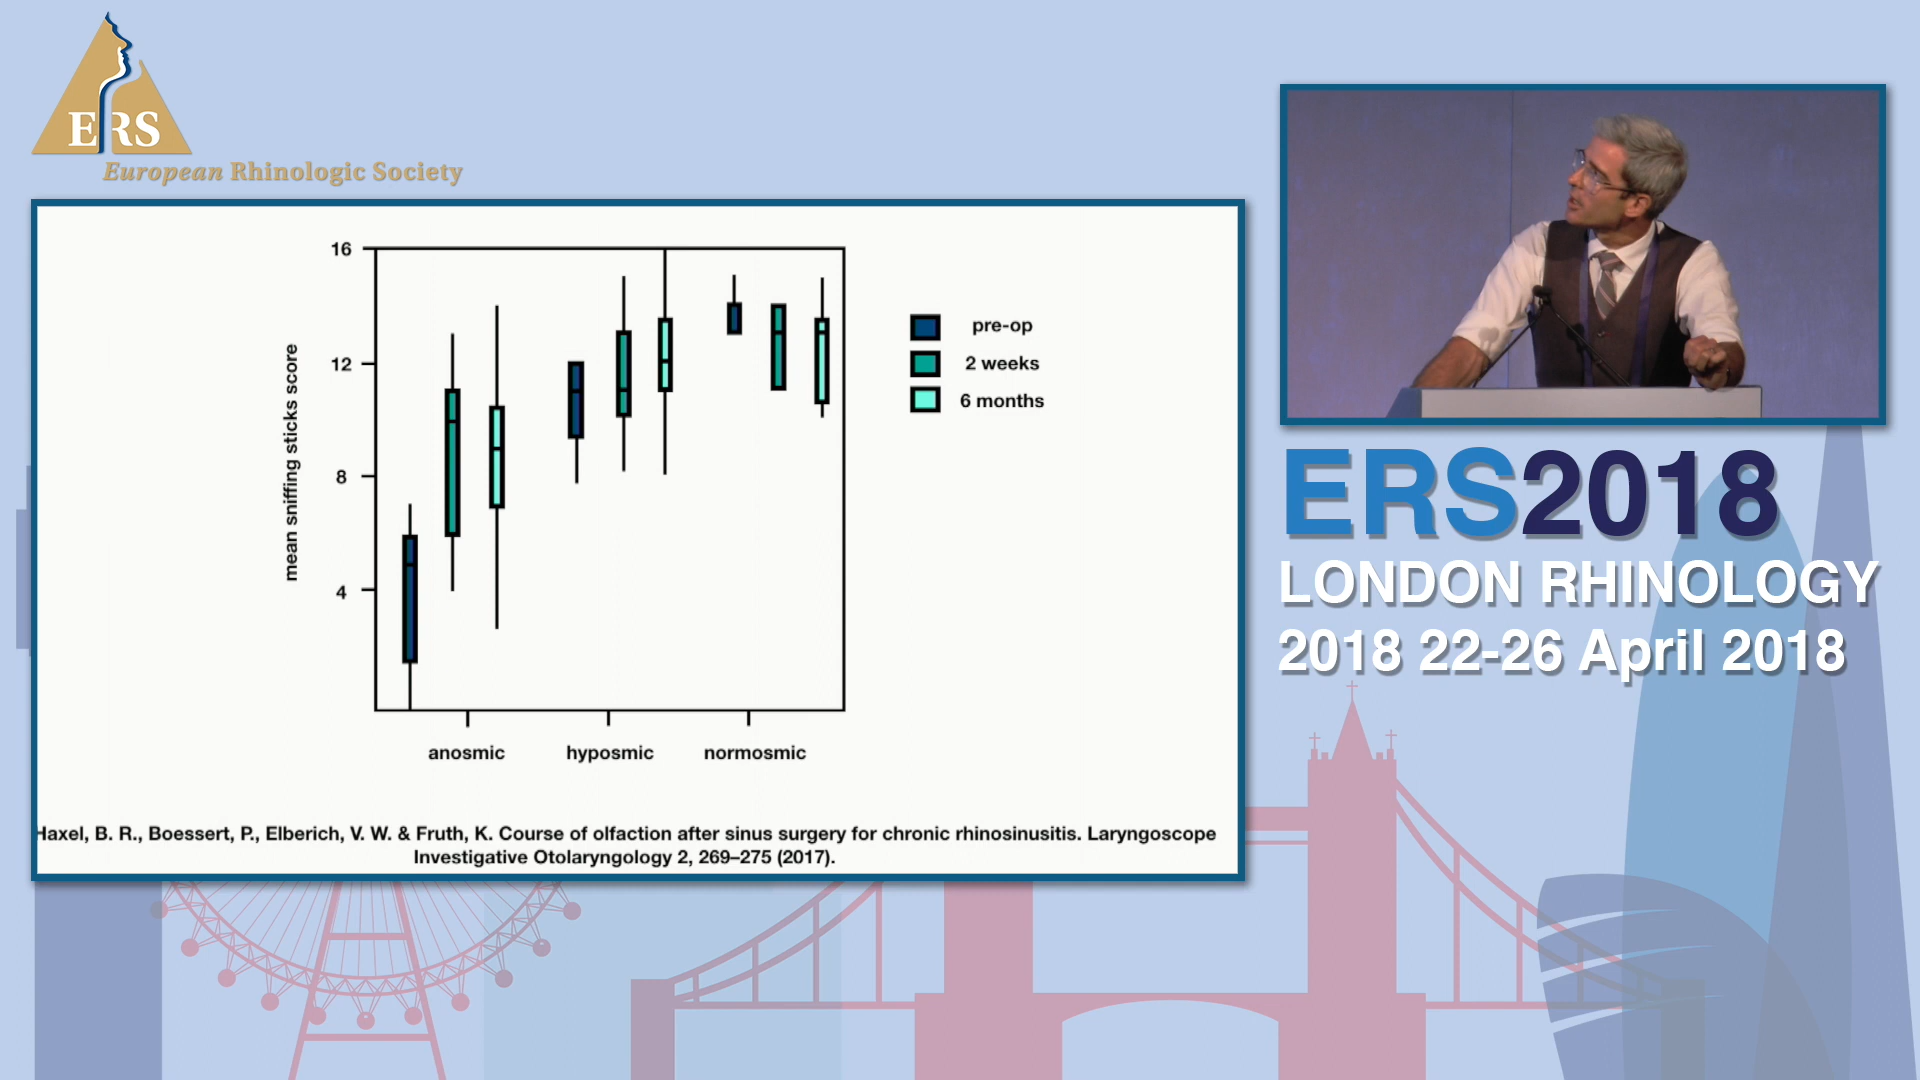 ERS
European Rhinologic Society
16
12
8
4
mean sniffing sticks score
anosmic
hyposmic
normosmic
pre-op
2 weeks
6 months
Haxel, B. R., Boessert, P., Elberich, V. W. & Fruth, K. Course of olfaction after sinus surgery for chronic rhinosinusitis. Laryngoscope
Investigative Otolaryngology 2, 269–275 (2017).
ERS2018
LONDON RHINOLOGY
2018 22-26 April 2018